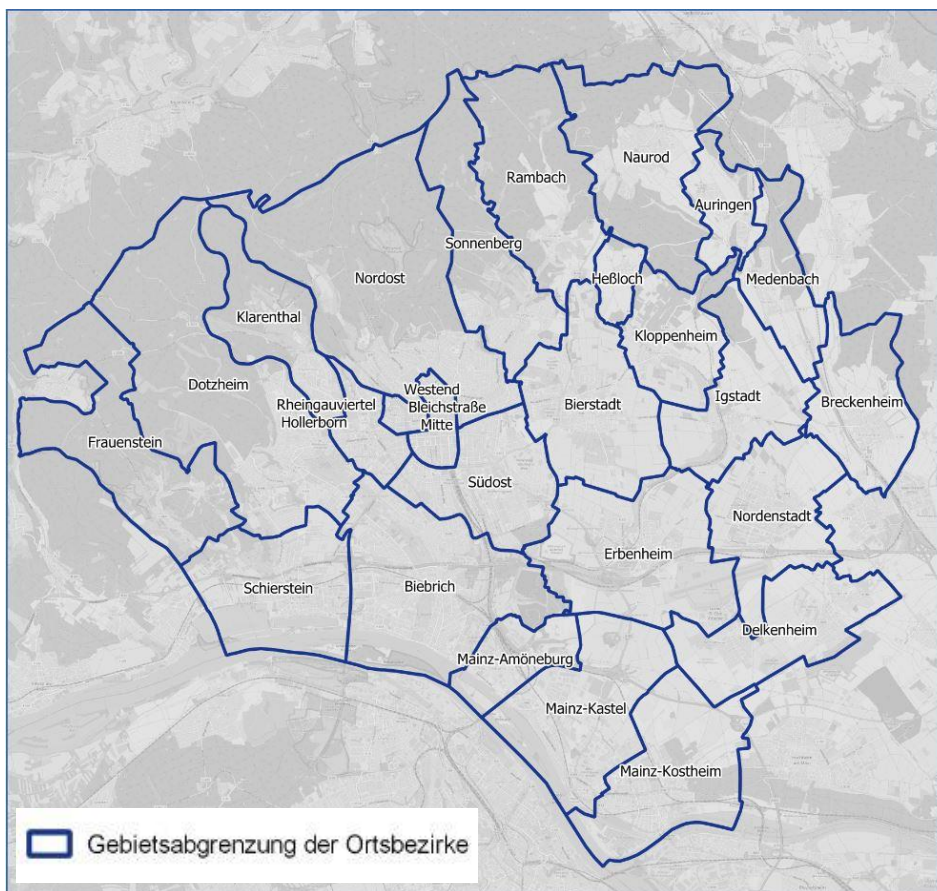 Naurod
Rambach
Auringen
Sonnenberg
Heßloch
Medenbach
Nordost
Klarenthal
Kloppenheim
Dotzheim
Westend
Bleichstraße
Igstadt
Breckenheim
Rheingauviertel
Hollerborn
Mitte
Bierstadt
Frauenstein
Südost
Nordenstadt
Erbenheim
Schierstein
Biebrich
Delkenheim
Mainz-Amöneburg
Mainz-Kastel
Mainz-Kostheim
Gebietsabgrenzung der Ortsbezirke